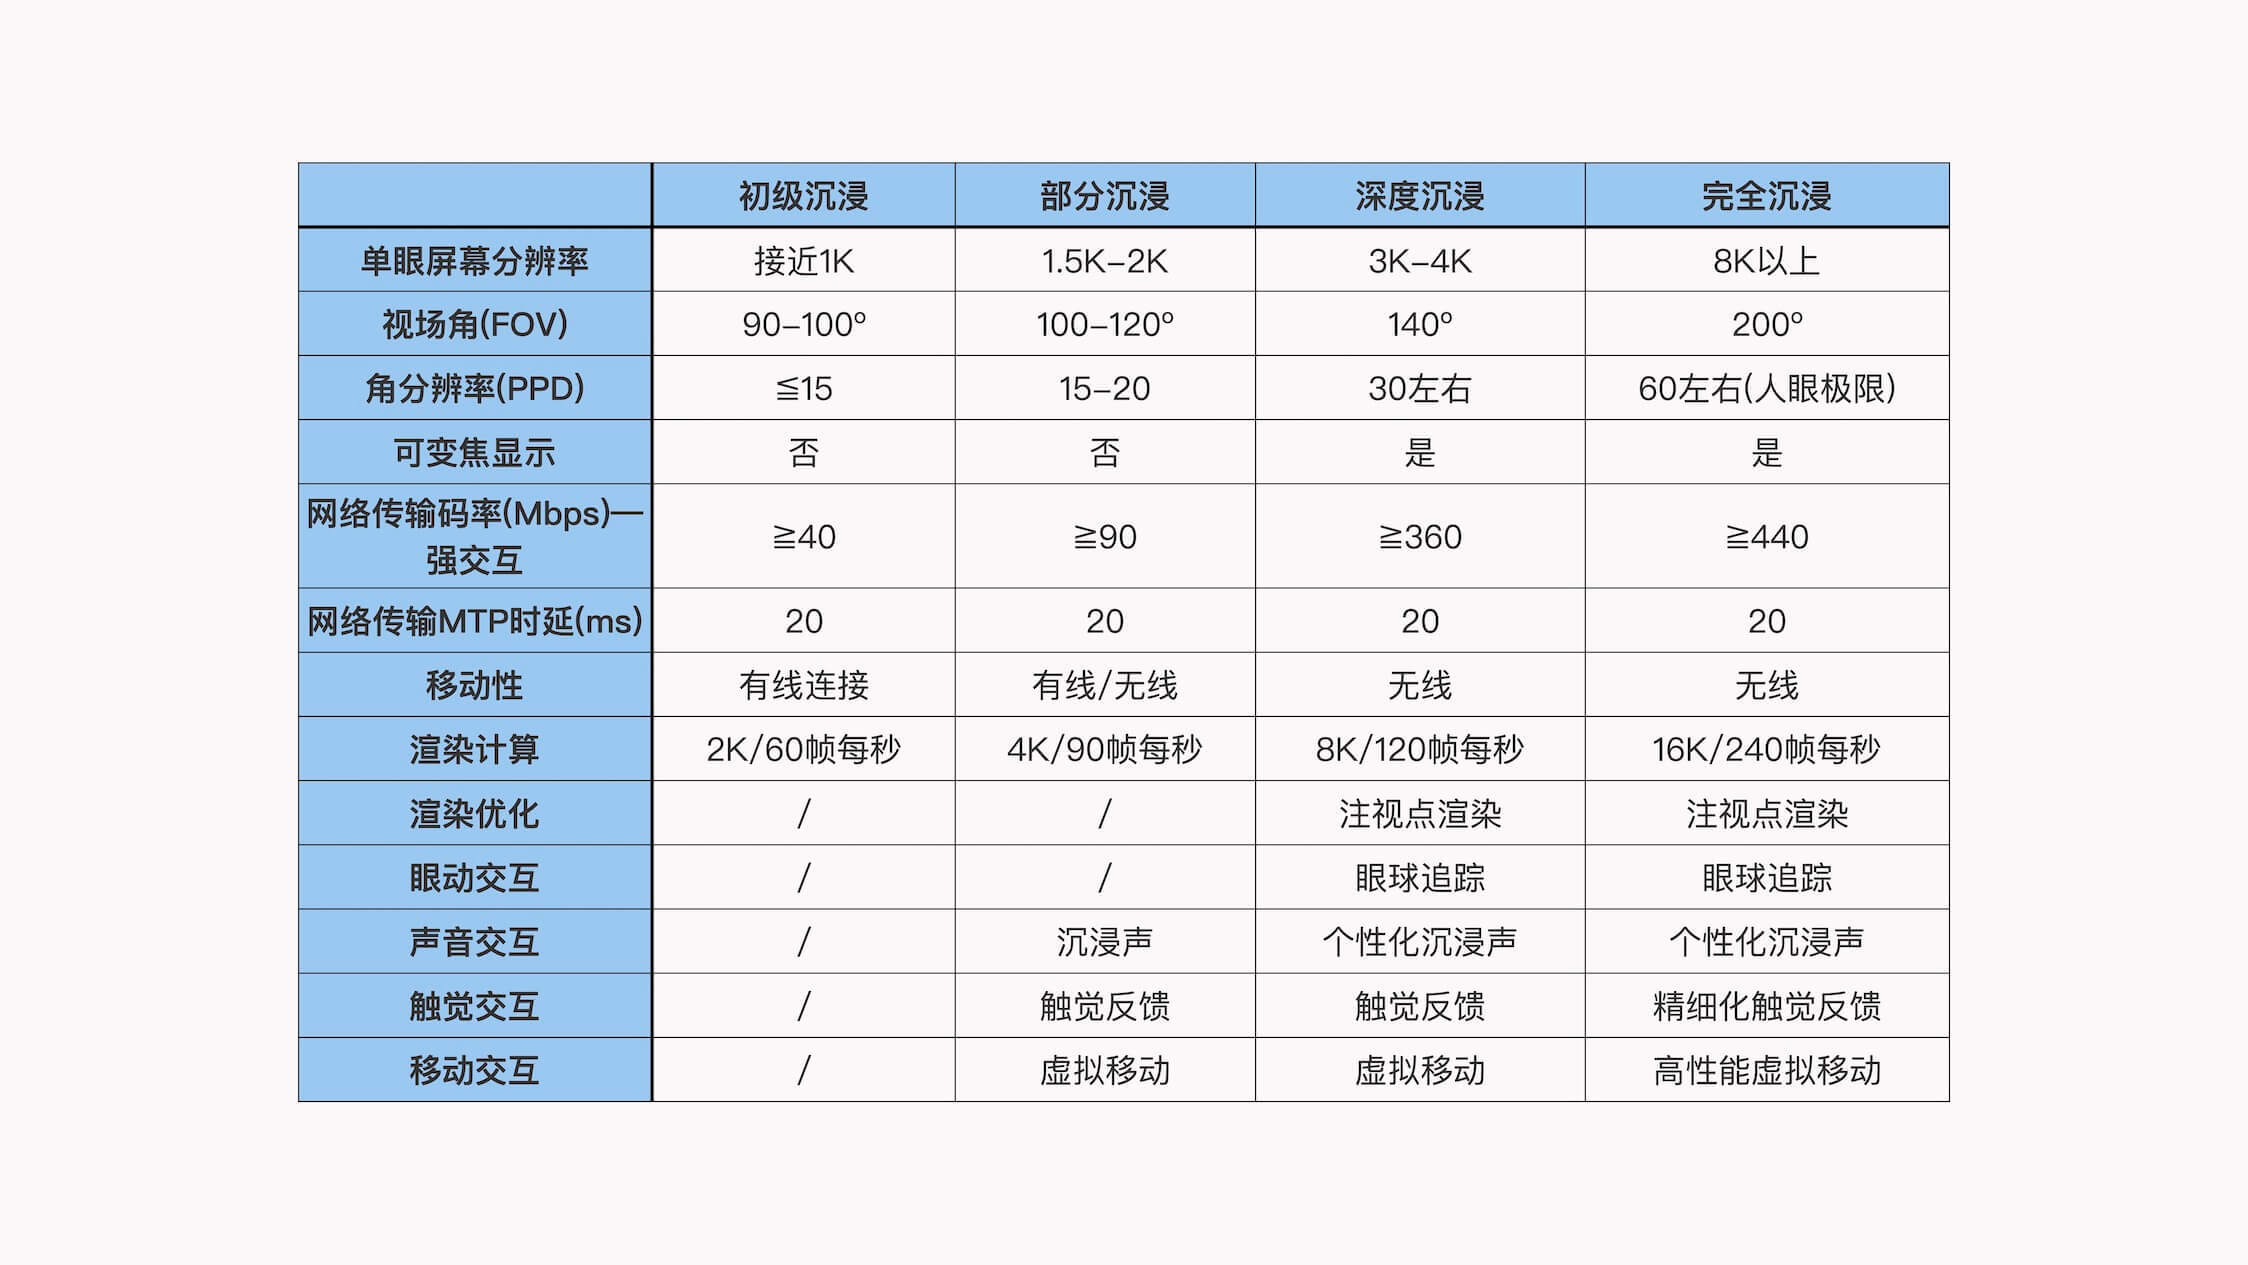 初级沉浸 部分沉浸 深度沉浸 完全沉浸
单眼屏幕分辨率 接近1K 1.5K–2K 3K–4K 8K以上
视场角(FOV) 90–100º 100–120º 140º 200º
角分辨率(PPD) ≦15 15–20 30左右 60左右(人眼极限)
可变焦显示 否 否 是 是
网络传输码率(Mbps)—
强交互 ≧40 ≧90 ≧360 ≧440
网络传输MTP时延(ms) 20 20 20 20
移动性 有线连接 有线/无线 无线 无线
渲染计算 2K/60帧每秒 4K/90帧每秒 8K/120帧每秒 16K/240帧每秒
渲染优化 / / 注视点渲染 注视点渲染
眼动交互 / / 眼球追踪 眼球追踪
声音交互 / 沉浸声 个性化沉浸声 个性化沉浸声
触觉交互 / 触觉反馈 触觉反馈 精细化触觉反馈
移动交互 / 虚拟移动 虚拟移动 高性能虚拟移动